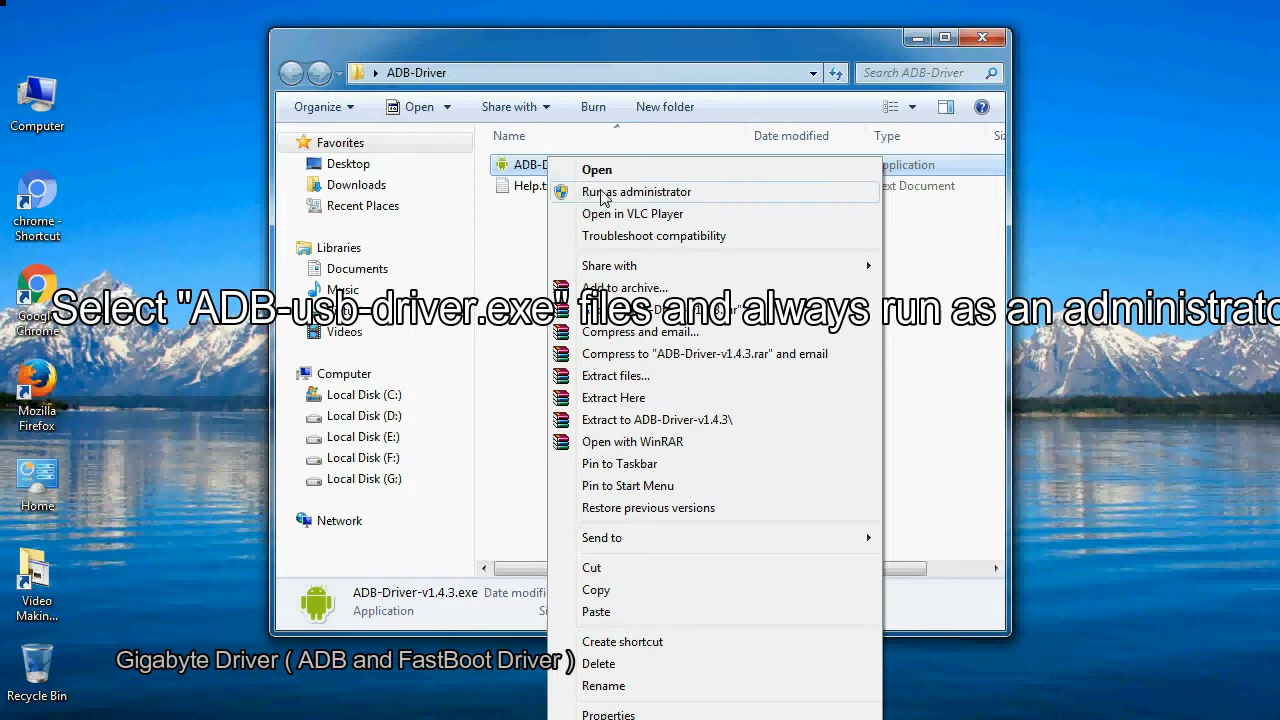 Computer
chrome -
Shortcut
Google
Chrome
Mozilla
Firefox
Home
Video
Makin...
Recycle Bin
ADB-Driver
Search ADB-Driver
Organize
Open
Share with
Burn
New folder
Name
Date modified
Type
ADB-D
pplication
Help.t
ext Document
Favorites
Desktop
Downloads
Recent Places
Libraries
Documents
Music
Videos
Computer
Local Disk (C:)
Local Disk (D:)
Local Disk (E:)
Local Disk (F:)
Local Disk (G:)
Network
Open
Run as administrator
Open in VLC Player
Troubleshoot compatibility
Share with
Add to archive...
Compress and email...
Compress to "ADB-Driver-v1.4.3.rar" and email
Extract files...
Extract Here
Extract to ADB-Driver-v1.4.3\
Open with WinRAR
Pin to Taskbar
Pin to Start Menu
Restore previous versions
Send to
Cut
Copy
Paste
Create shortcut
Delete
Rename
Properties
Select "ADB-usb-driver.exe" files and always run as an administrato
ADB-Driver-v1.4.3.exe
Date modifi
Application
Si
Gigabyte Driver ( ADB and FastBoot Driver )